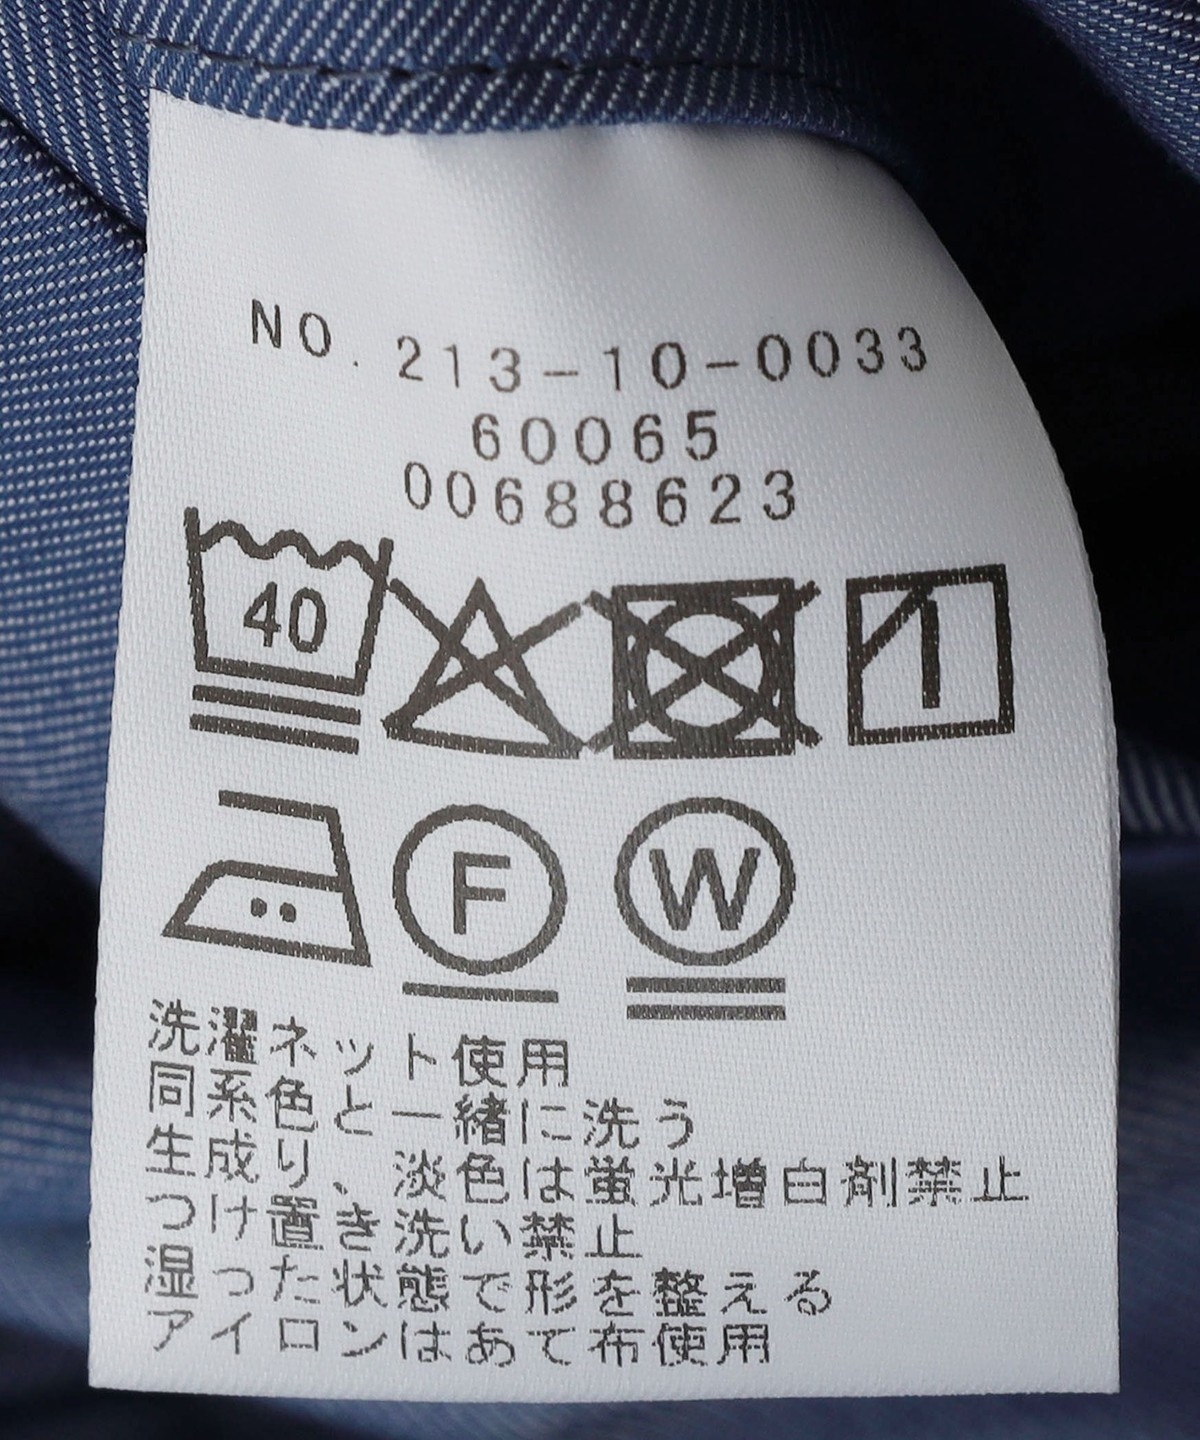 NO. 213-10-0033
60065
00688623
40
F W
洗濯ネット使用
同系色と一緒に洗う
生成り、淡色は蛍光増白剤禁止
つけ置き洗い禁止
湿った状態で形を整える
アイロンはあて布使用